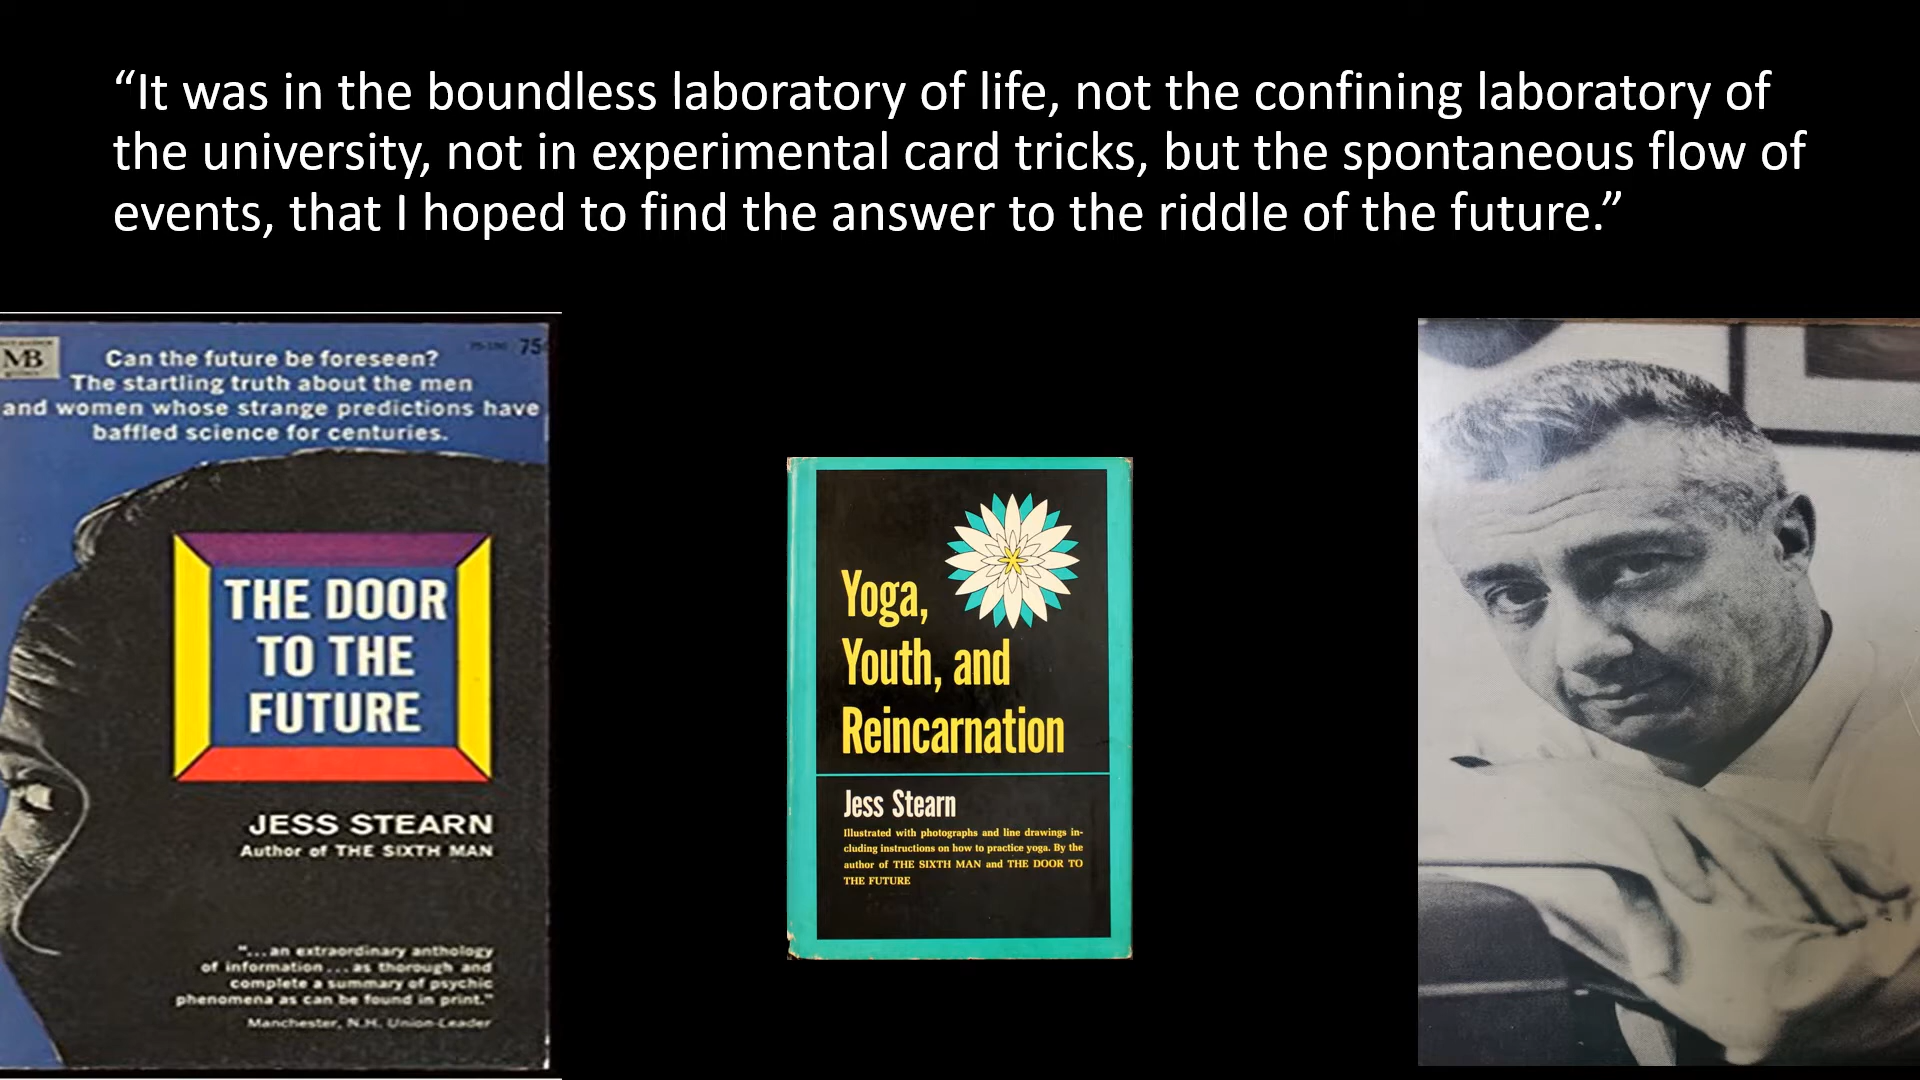 “It was in the boundless laboratory of life, not the confining laboratory of
the university, not in experimental card tricks, but the spontaneous flow of
events, that I hoped to find the answer to the riddle of the future.”
MB
75¢
Can the future be foreseen?
The startling truth about the men
and women whose strange predictions have
baffled science for centuries.
THE DOOR
TO THE
FUTURE
JESS STEARN
Author of THE SIXTH MAN
"...an extraordinary anthology
of information...as thorough and
complete a summary of psychic
phenomena as can be found in print."
Manchester, N.H. Union-Leader
Yoga,
Youth, and
Reincarnation
Jess Stearn
Illustrated with photographs and line drawings in-
cluding instructions on how to practice yoga. By the
author of THE SIXTH MAN and THE DOOR TO
THE FUTURE